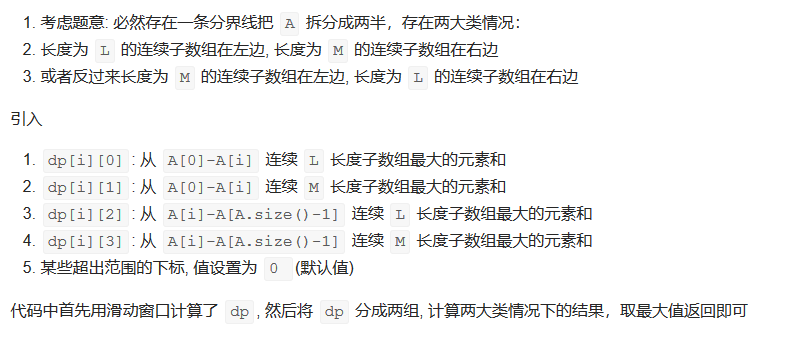 1. 考虑题意: 必然存在一条分界线把 A 拆分成两半，存在两大类情况：
2. 长度为 L 的连续子数组在左边, 长度为 M 的连续子数组在右边
3. 或者反过来长度为 M 的连续子数组在左边, 长度为 L 的连续子数组在右边
引入
1. dp[i][0]: 从 A[0]-A[i] 连续 L 长度子数组最大的元素和
2. dp[i][1]: 从 A[0]-A[i] 连续 M 长度子数组最大的元素和
3. dp[i][2]: 从 A[i]-A[A.size()-1] 连续 L 长度子数组最大的元素和
4. dp[i][3]: 从 A[i]-A[A.size()-1] 连续 M 长度子数组最大的元素和
5. 某些超出范围的下标, 值设置为 0 (默认值)
代码中首先用滑动窗口计算了 dp, 然后将 dp 分成两组, 计算两大类情况下的结果，取最大值返回即可